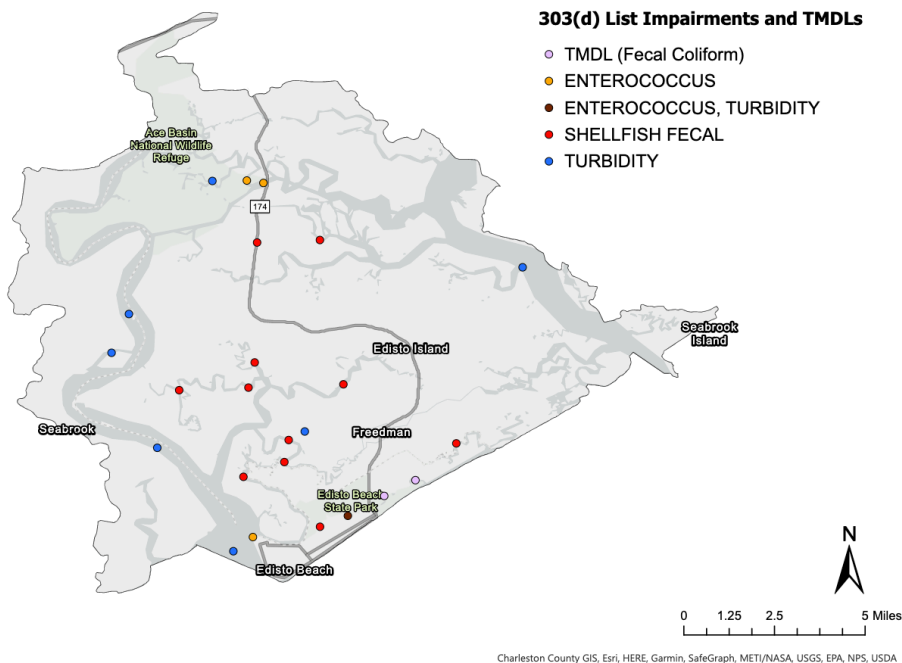 303(d) List Impairments and TMDLs
TMDL (Fecal Coliform)
ENTEROCOCCUS
ENTEROCOCCUS, TURBIDITY
SHELLFISH FECAL
TURBIDITY
Ace Basin
National Wildlife
Refuge
174
Seabrook
Island
Edisto Island
Seabrook
Freedman
Edisto Beach
State Park
Edisto Beach
N
0 1.25 2.5 5 Miles
Charleston County GIS, Esri, HERE, Garmin, SafeGraph, METI/NASA, USGS, EPA, NPS, USDA